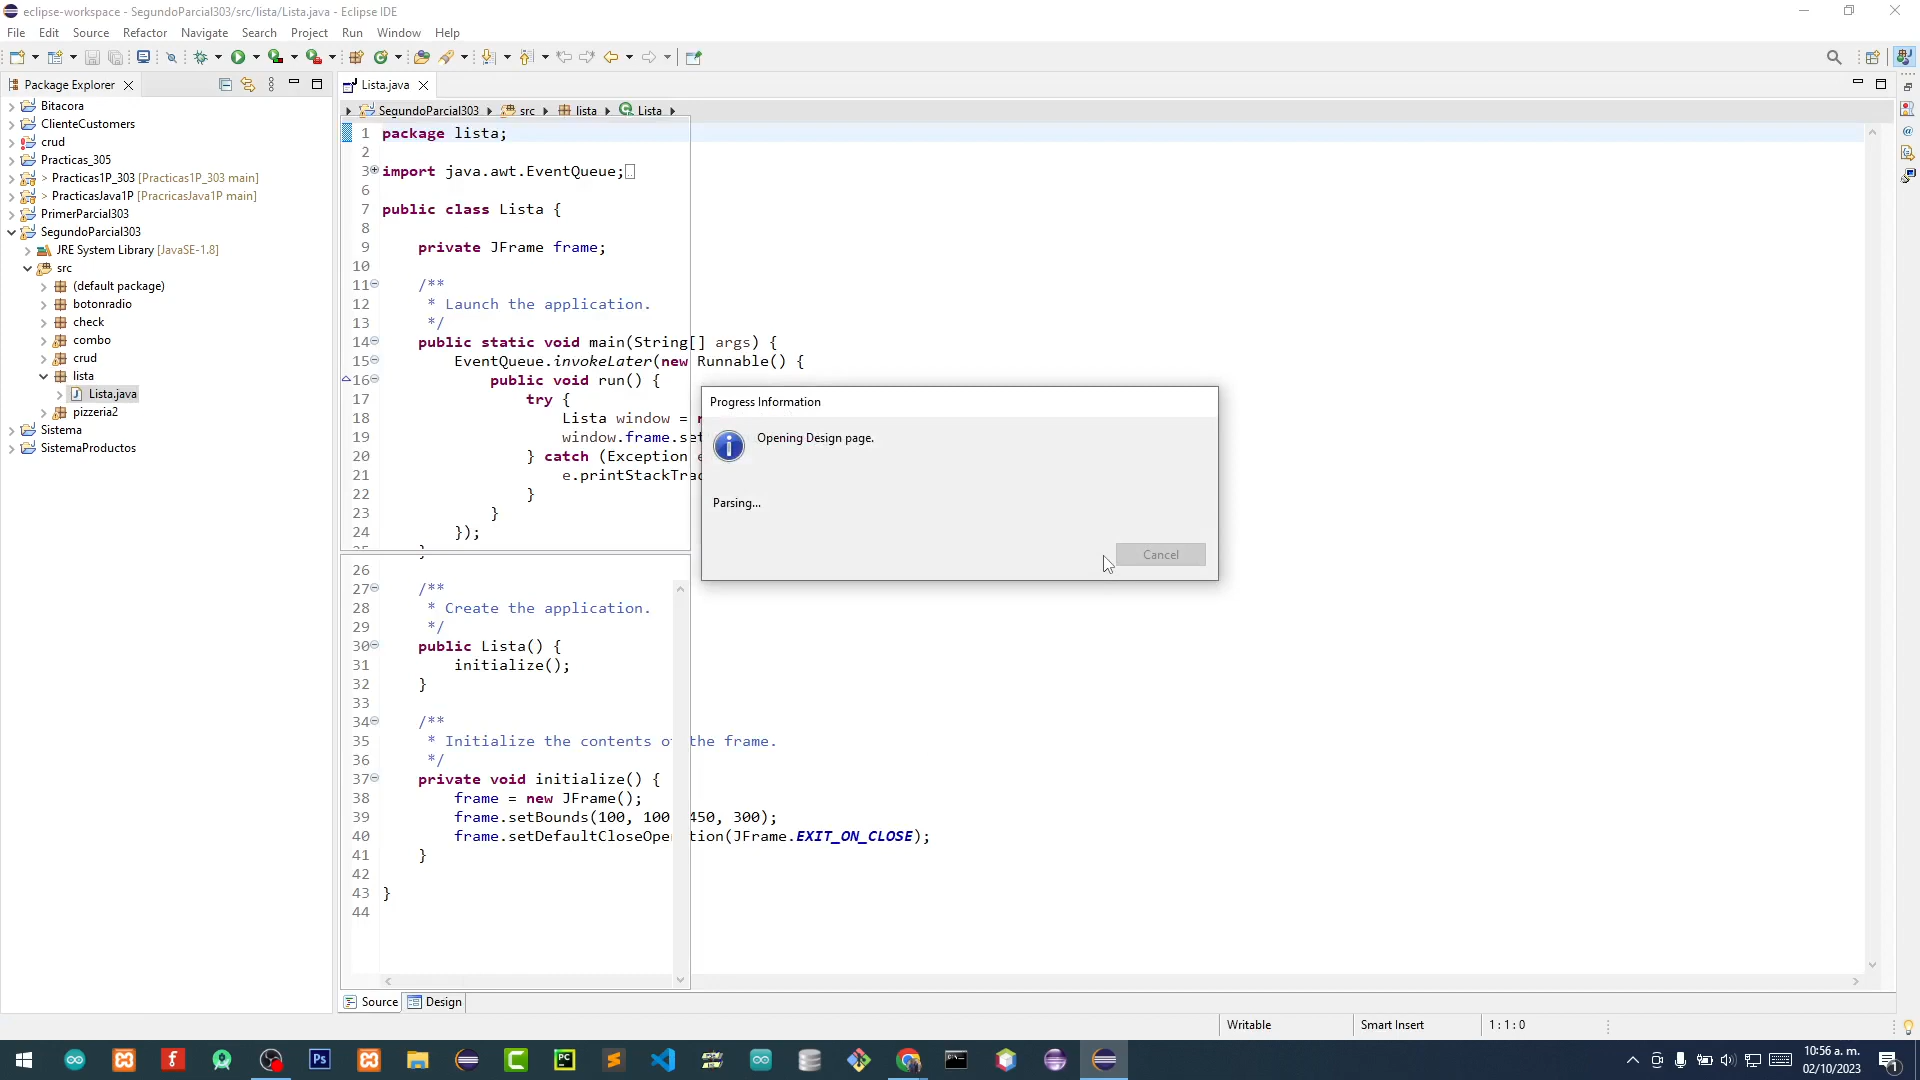 eclipse-workspace - SegundoParcial303/src/lista/Lista.java - Eclipse IDE
File Edit Source Refactor Navigate Search Project Run Window Help
Package Explorer
Bitacora
ClienteCustomers
crud
Practicas_305
> Practicas1P_303 [Practicas1P_303 main]
> PracticasJava1P [PracricasJava1P main]
PrimerParcial303
SegundoParcial303
JRE System Library [JavaSE-1.8]
src
(default package)
botonradio
check
combo
crud
lista
Lista.java
pizzeria2
Sistema
SistemaProductos
Lista.java
SegundoParcial303 src lista Lista
1 package lista;
2
3 import java.awt.EventQueue;
6
7 public class Lista {
8
9 private JFrame frame;
10
11 /**
12 * Launch the application.
13 */
14 public static void main(String[] args) {
15 EventQueue.invokeLater(new Runnable() {
16 public void run() {
17 try {
18 Lista window =
19 window.frame.set
20 } catch (Exception
21 e.printStackTrac
22 }
23 }
24 });
25 }
26
27 /**
28 * Create the application.
29 */
30 public Lista() {
31 initialize();
32 }
33
34 /**
35 * Initialize the contents of the frame.
36 */
37 private void initialize() {
38 frame = new JFrame();
39 frame.setBounds(100, 100 450, 300);
40 frame.setDefaultCloseOperation(JFrame.EXIT_ON_CLOSE);
41 }
42
43 }
44
Progress Information
Opening Design page.
Parsing...
Cancel
Source Design
Writable Smart Insert 1 : 1 : 0
Ps
PC
10:56 a. m.
02/10/2023
1